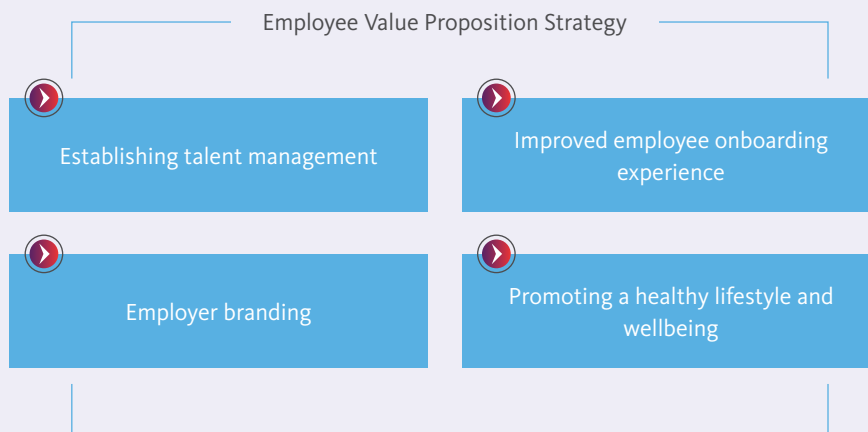 Employee Value Proposition Strategy
Establishing talent management
Improved employee onboarding
experience
Employer branding
Promoting a healthy lifestyle and
wellbeing